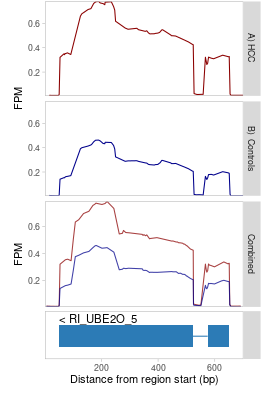 0.6
0.4
0.2
FPM
A) HCC
0.6
0.4
0.2
B) Controls
0.6
0.4
0.2
FPM
Combined
< RI_UBE2O_5
200 400 600
Distance from region start (bp)